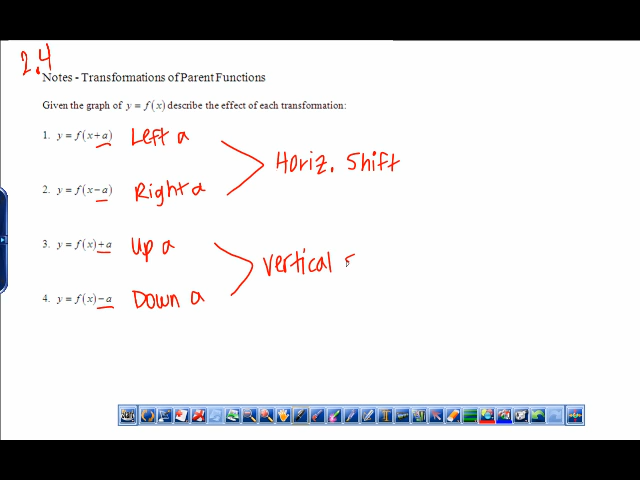 2.4
Notes - Transformations of Parent Functions
Given the graph of y = f(x) describe the effect of each transformation:
1. y = f(x+a) Left a
Horiz. Shift
2. y = f(x−a) Right a
3. y = f(x)+a Up a
Vertical
4. y = f(x)−a Down a